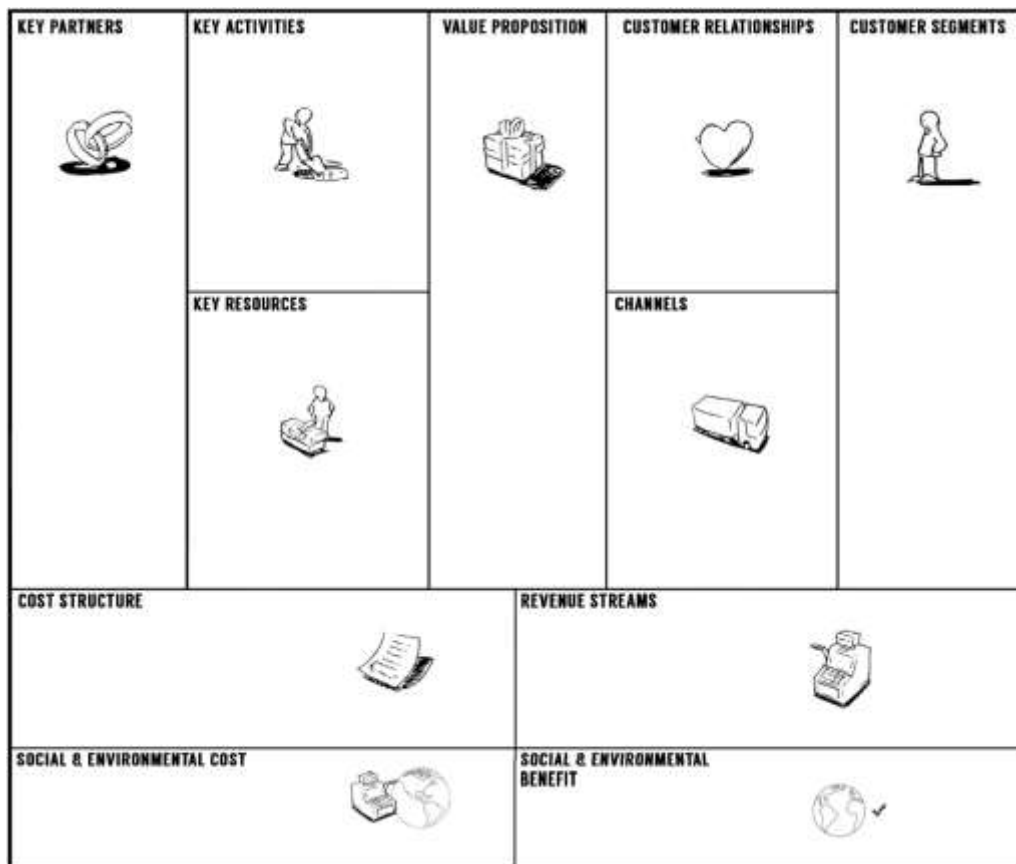 KEY PARTNERS
KEY ACTIVITIES
VALUE PROPOSITION
CUSTOMER RELATIONSHIPS
CUSTOMER SEGMENTS
KEY RESOURCES
CHANNELS
COST STRUCTURE
REVENUE STREAMS
SOCIAL & ENVIRONMENTAL COST
SOCIAL & ENVIRONMENTAL
BENEFIT